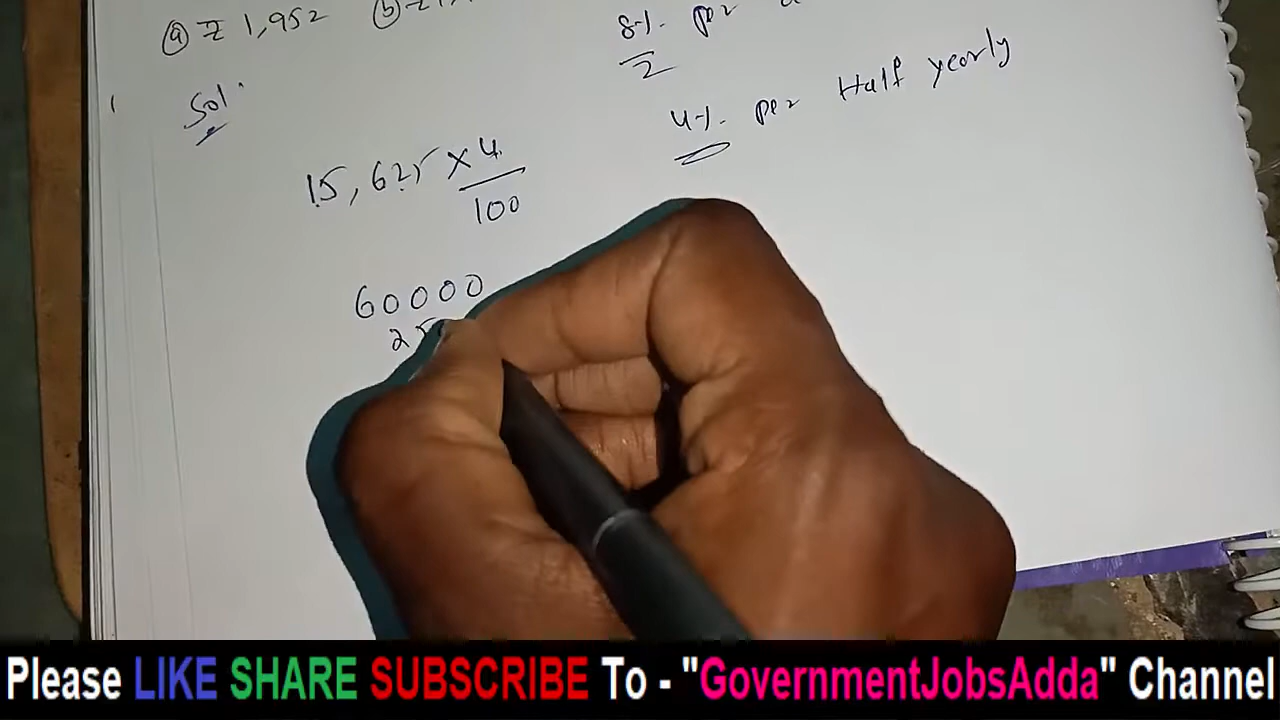 ⓐ ₹ 1,952 ⓑ ₹
8% per
2
4% per Half yearly
Sol.
15,625 × 4
100
60000
25
Please LIKE SHARE SUBSCRIBE To - "GovernmentJobsAdda" Channel